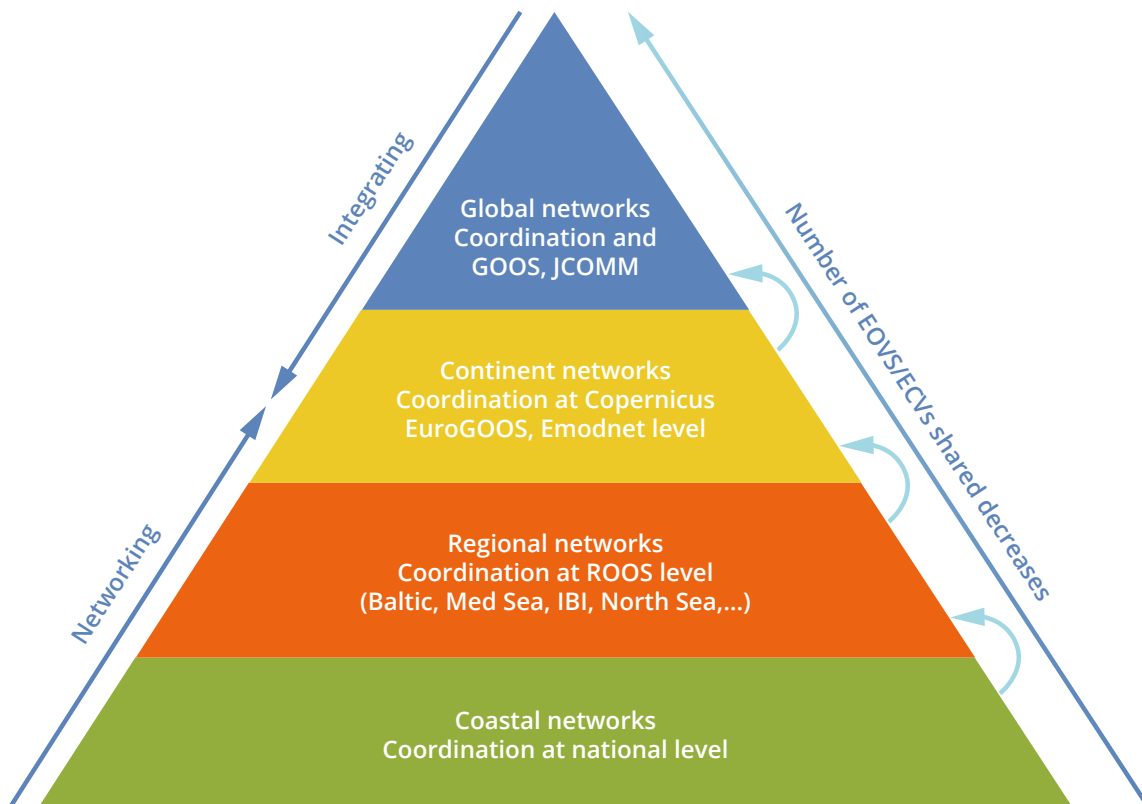 Integrating
Networking
Number of EOVS/ECVs shared decreases
Global networks
Coordination and
GOOS, JCOMM
Continent networks
Coordination at Copernicus
EuroGOOS, Emodnet level
Regional networks
Coordination at ROOS level
(Baltic, Med Sea, IBI, North Sea,...)
Coastal networks
Coordination at national level